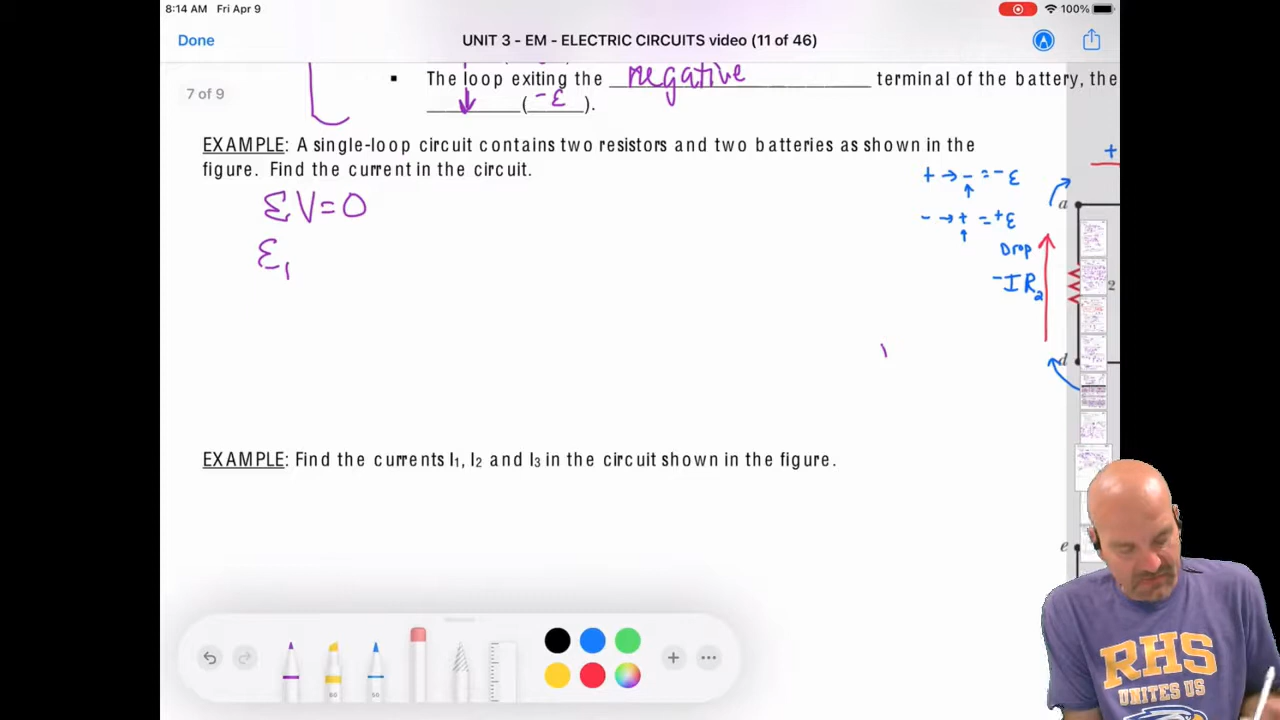 8:14 AM Fri Apr 9
100%
Done
UNIT 3 - EM - ELECTRIC CIRCUITS video (11 of 46)
7 of 9
▪ The loop exiting the negative terminal of the battery, the
↓ (-ε).
EXAMPLE: A single-loop circuit contains two resistors and two batteries as shown in the
figure. Find the current in the circuit.
ΣV=0
ε₁
+
+ → - = -ε
- → + = +ε
Drop
-IR₂
a
2
d
e
EXAMPLE: Find the currents I₁, I₂ and I₃ in the circuit shown in the figure.
60
50
RHS
UNITES US